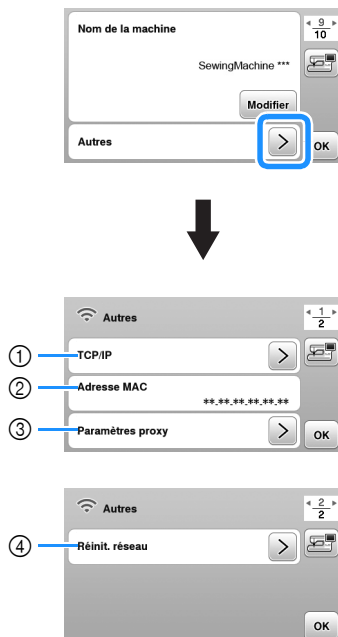 Nom de la machine
9
10
SewingMachine ***
Modifier
Autres
OK
Autres
1
2
① TCP/IP
② Adresse MAC
**.**.**.**.**.**
③ Paramètres proxy
OK
Autres
2
2
④ Réinit. réseau
OK